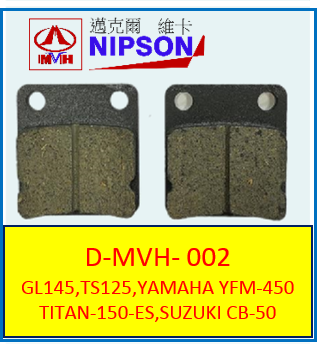 邁克爾 維卡
MVH NIPSON
D-MVH- 002
GL145,TS125,YAMAHA YFM-450
TITAN-150-ES,SUZUKI CB-50